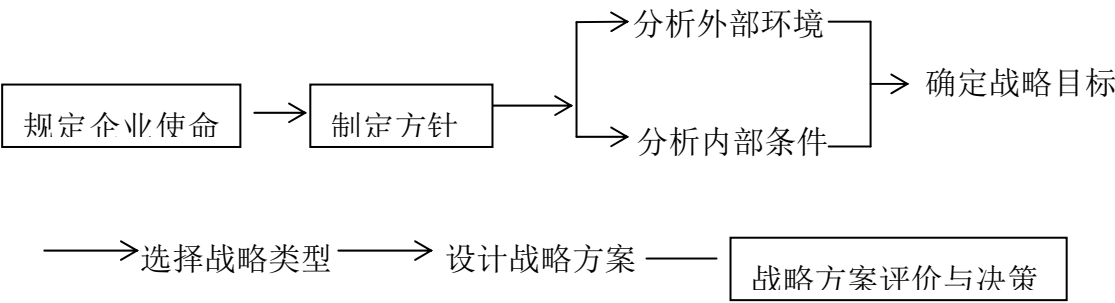 分析外部环境
规定企业使命
制定方针
确定战略目标
分析内部条件
选择战略类型
设计战略方案
战略方案评价与决策